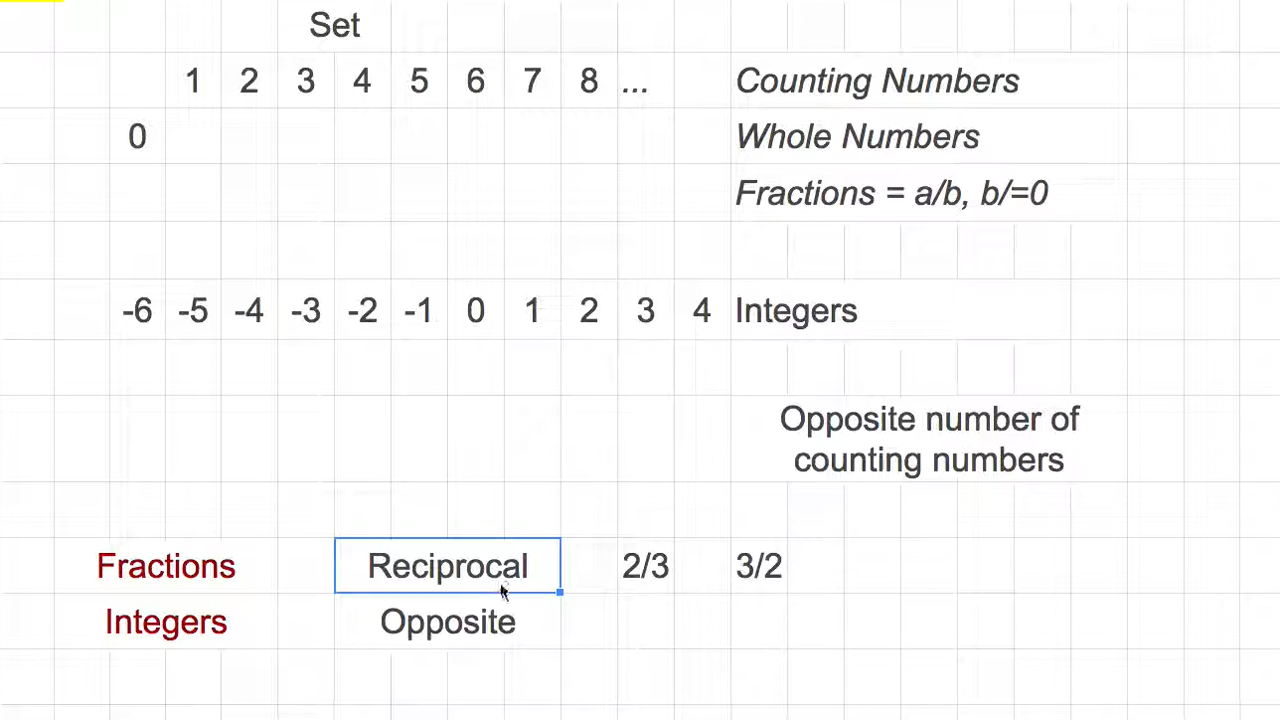 Set
1 2 3 4 5 6 7 8 ... Counting Numbers
0 Whole Numbers
Fractions = a/b, b/=0
-6 -5 -4 -3 -2 -1 0 1 2 3 4 Integers
Opposite number of
counting numbers
Fractions Reciprocal 2/3 3/2
Integers Opposite